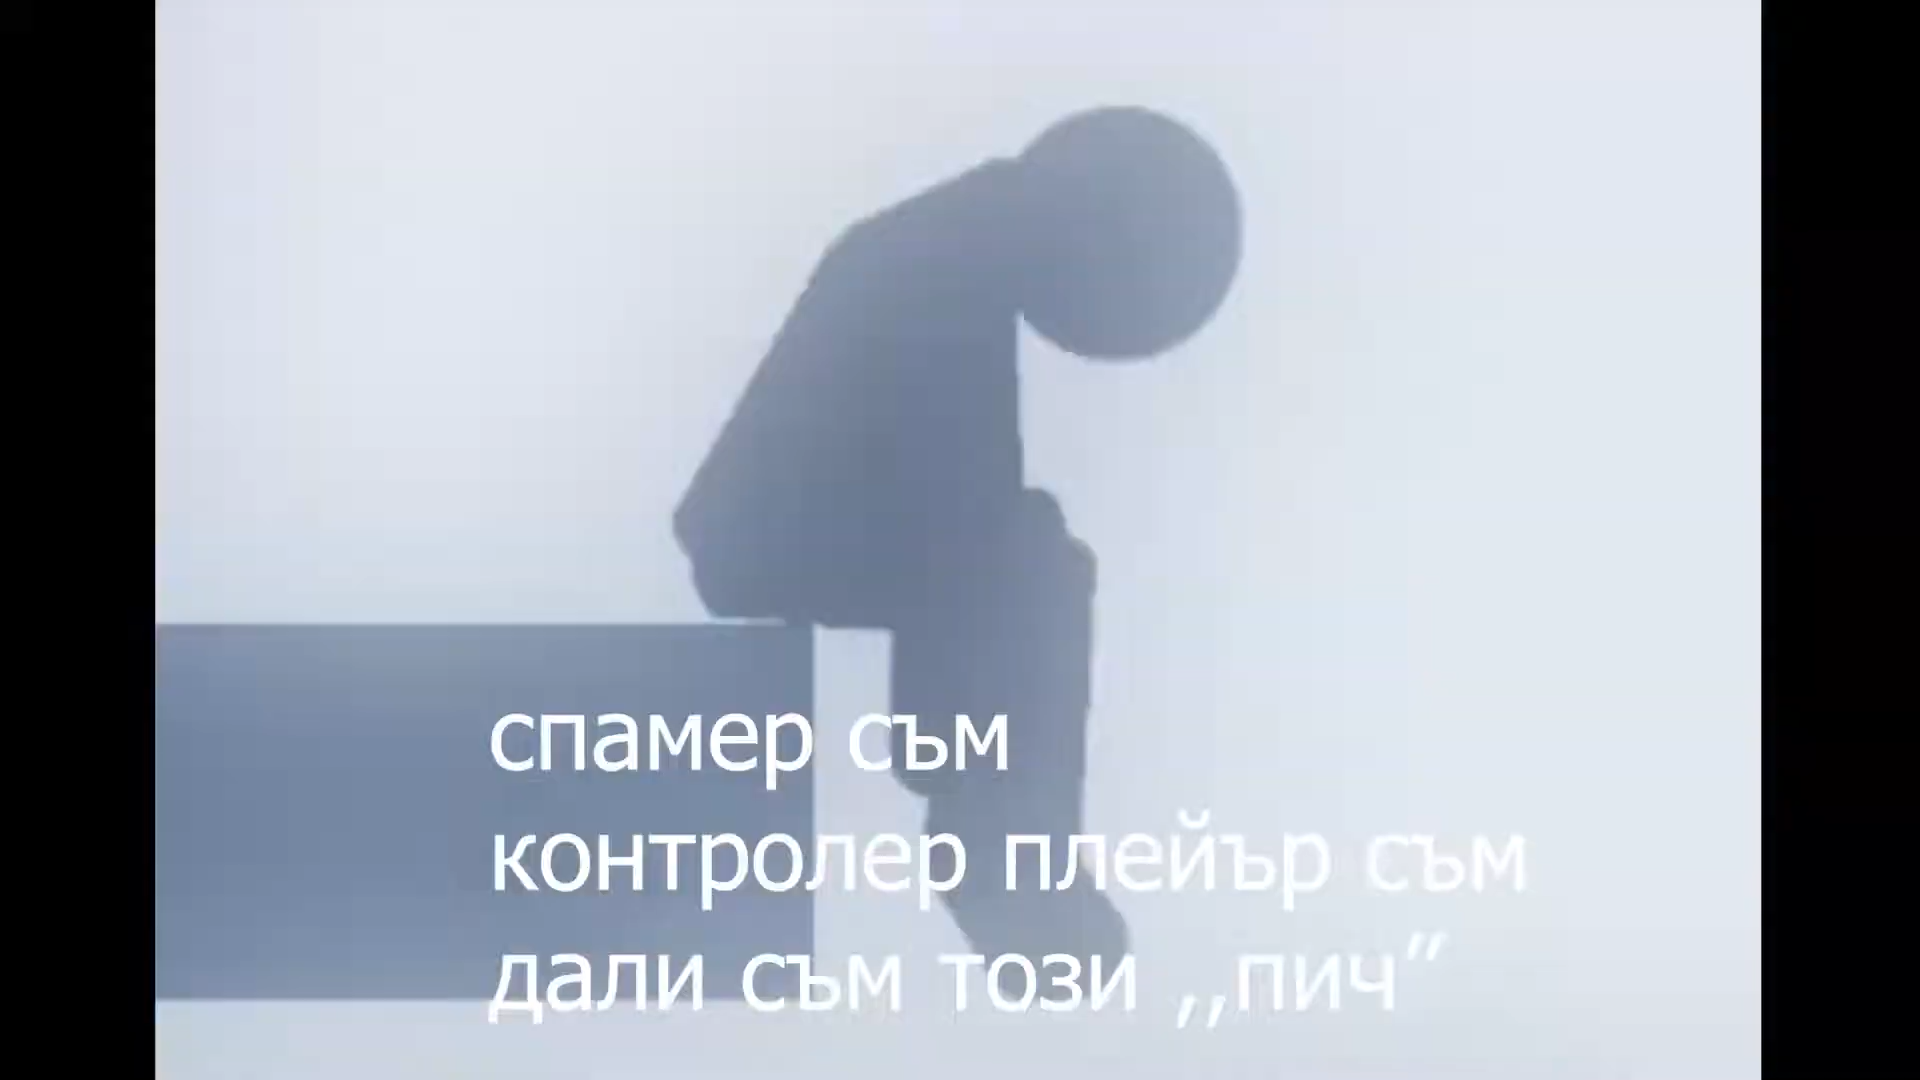 спамер съм
контролер плейър съм
дали съм този ,,пич”